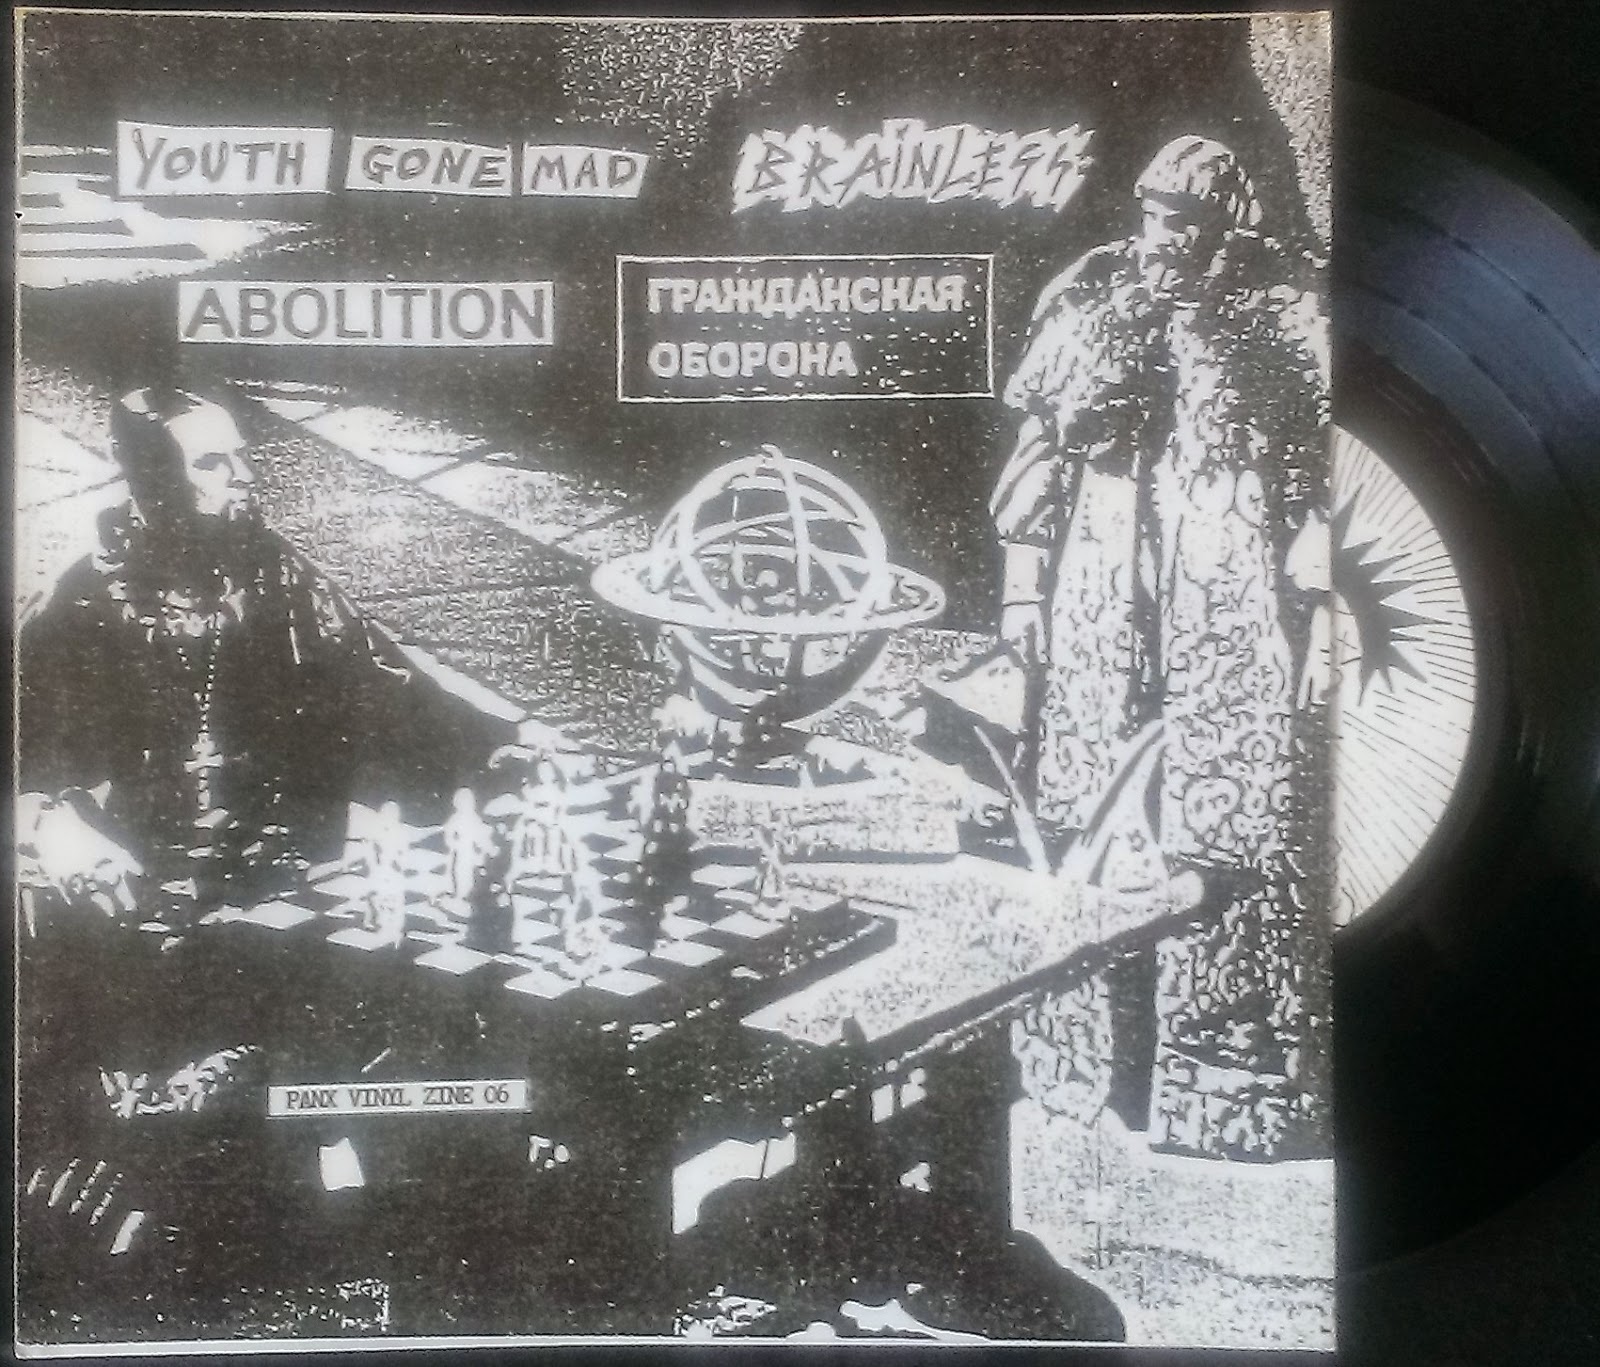 YOUTH GONE MAD
BRAINLESS
ABOLITION
ГРАЖДАНСКАЯ
ОБОРОНА
PANX VINYL ZINE 06